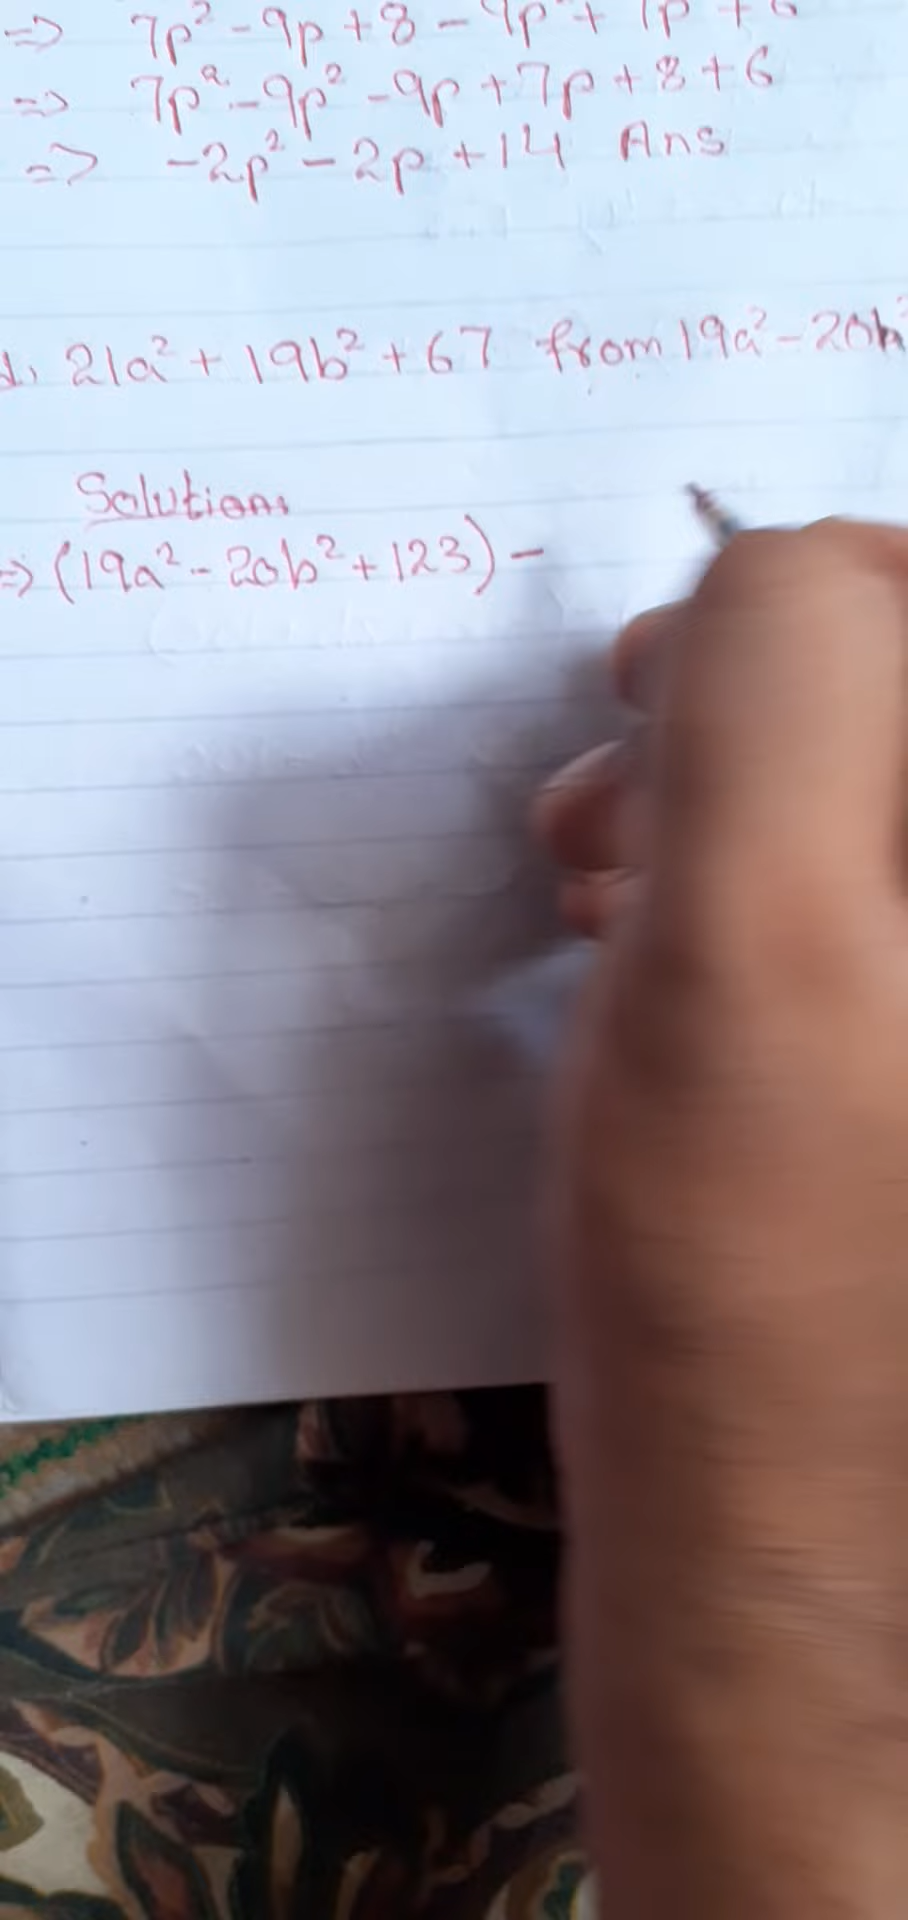 => 7p² - 9p + 8 - 9p² + 7p + 6
=> 7p² - 9p² - 9p + 7p + 8 + 6
=> -2p² - 2p + 14 Ans
d. 21a² + 19b² + 67 from 19a² - 20b²
Solution:
=> (19a² - 20b² + 123) -